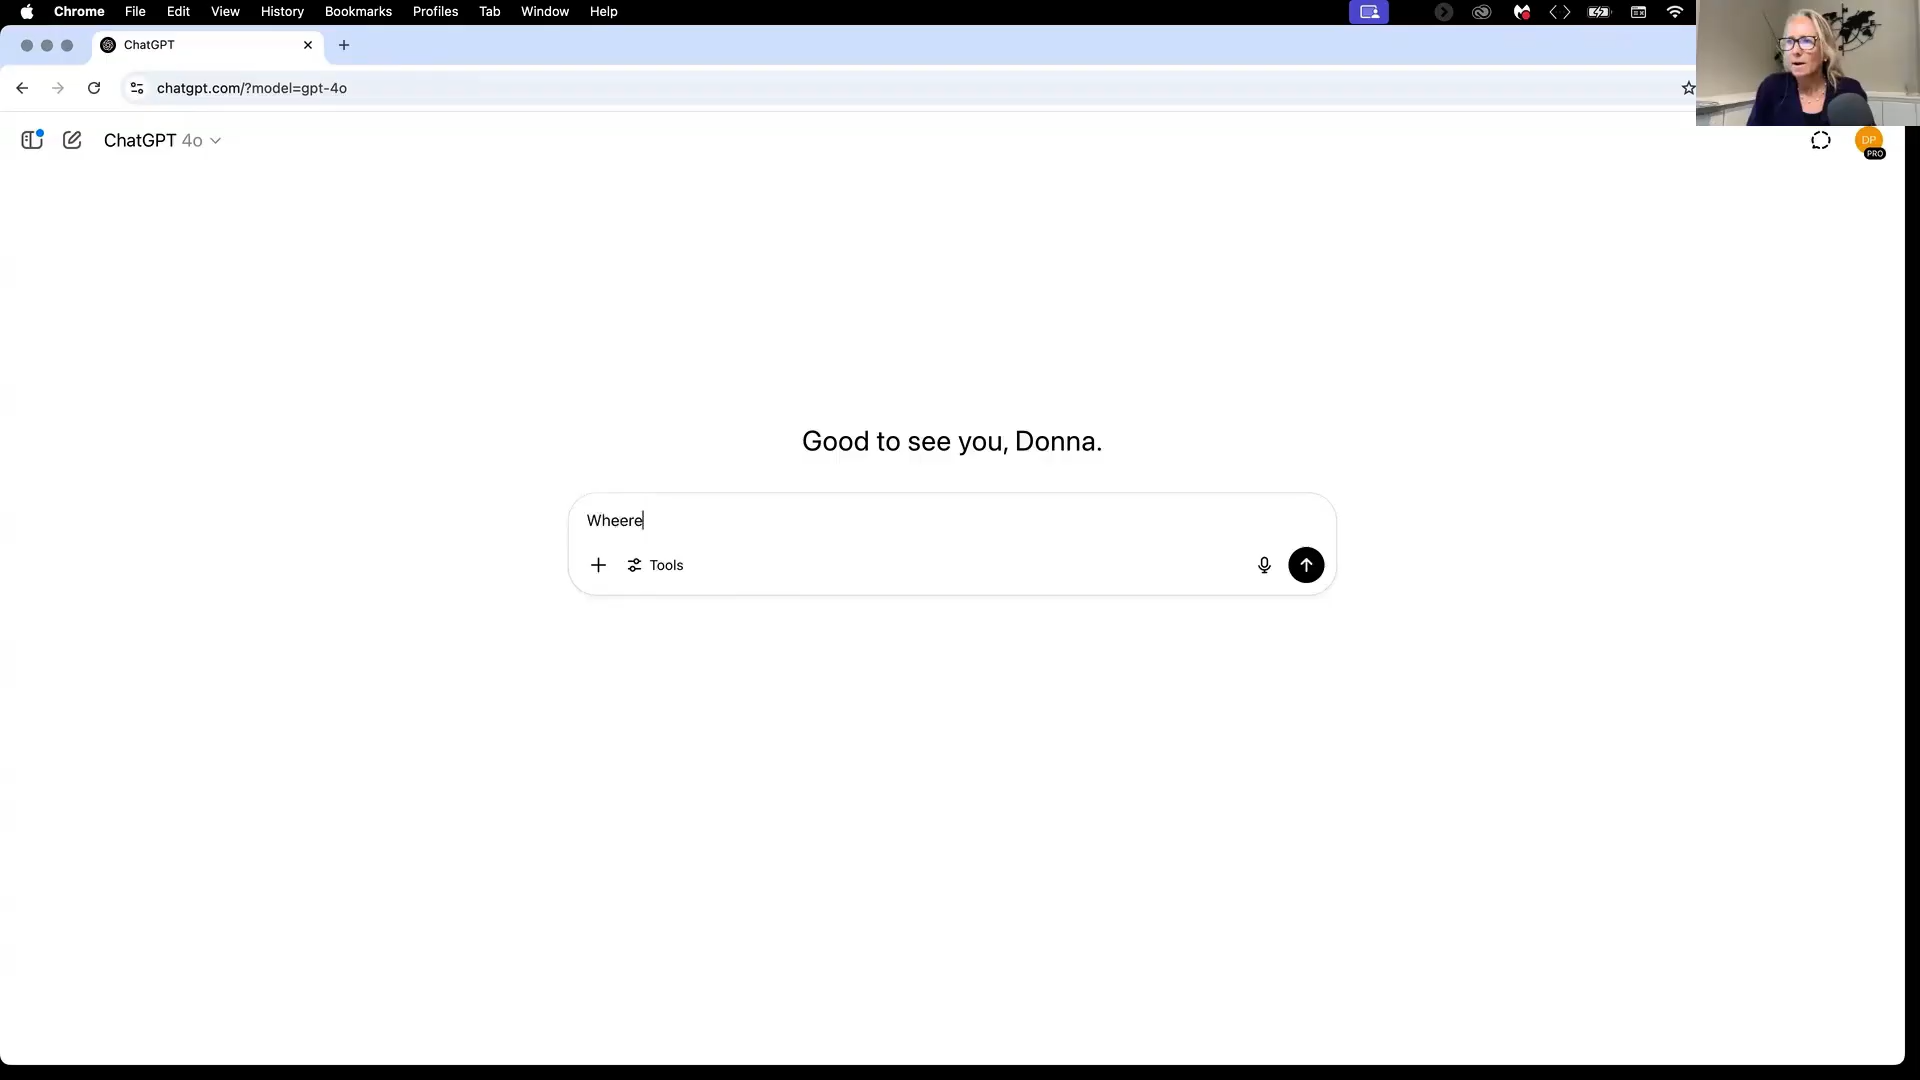 Chrome File Edit View History Bookmarks Profiles Tab Window Help
ChatGPT
chatgpt.com/?model=gpt-4o
ChatGPT 4o
DP
PRO
Good to see you, Donna.
Wheere
Tools